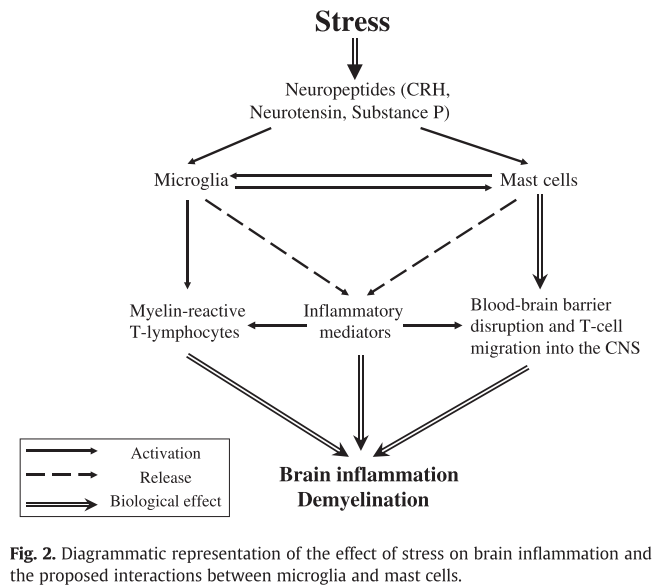 Stress
Neuropeptides (CRH,
Neurotensin, Substance P)
Microglia
Mast cells
Myelin-reactive
T-lymphocytes
Inflammatory
mediators
Blood-brain barrier
disruption and T-cell
migration into the CNS
Activation
Release
Biological effect
Brain inflammation
Demyelination
Fig. 2. Diagrammatic representation of the effect of stress on brain inflammation and
the proposed interactions between microglia and mast cells.